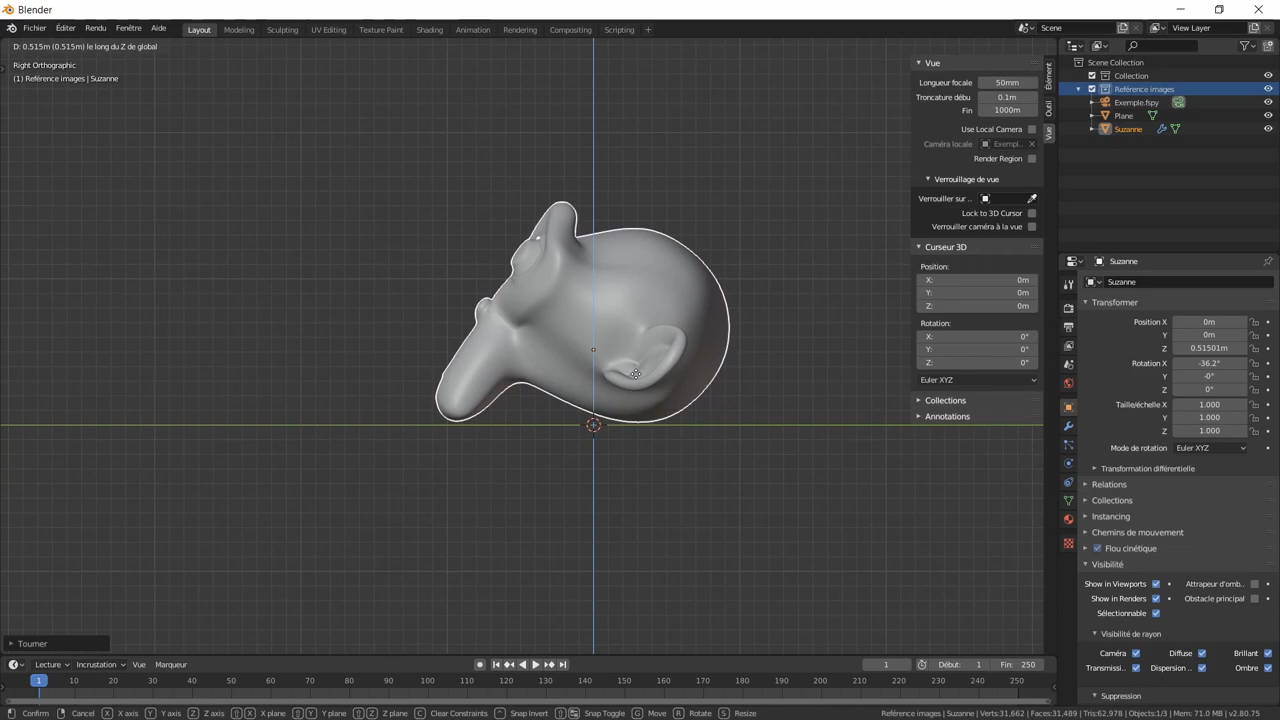 Blender
Fichier Éditer Rendu Fenêtre Aide Layout Modeling Sculpting UV Editing Texture Paint Shading Animation Rendering Compositing Scripting + Scene View Layer
D: 0.515m (0.515m) le long du Z de global
Right Orthographic
(1) Reférence images | Suzanne
Vue
Longueur focale 50mm
Troncature débu 0.1m
Fin 1000m
Use Local Camera
Caméra locale Exempl..
Render Region
Verrouillage de vue
Verrouiller sur ..
Lock to 3D Cursor
Verrouiller caméra à la vue
Curseur 3D
Position:
X: 0m
Y: 0m
Z: 0m
Rotation:
X: 0°
Y: 0°
Z: 0°
Euler XYZ
Collections
Annotations
Élément
Outil
Vue
Scene Collection
Collection
Reférence images
Exemple.fspy
Plane
Suzanne
Suzanne
Suzanne
Transformer
Position X 0m
Y 0m
Z 0.51501m
Rotation X -36.2°
Y -0°
Z 0°
Taille/échelle X 1.000
Y 1.000
Z 1.000
Mode de rotation Euler XYZ
Transformation différentielle
Relations
Collections
Instancing
Chemins de mouvement
Flou cinétique
Visibilité
Show in Viewports Attrapeur d'omb..
Show in Renders Obstacle principal
Sélectionnable
Visibilité de rayon
Caméra Diffuse Brillant
Transmissi.. Dispersion .. Ombre
Suppression
Tourner
Lecture Incrustation Vue Marqueur 1 Début: 1 Fin: 250
1 10 20 30 40 50 60 70 80 90 100 110 120 130 140 150 160 170 180 190 200 210 220 230 240 250
Confirm Cancel X X axis Y Y axis Z Z axis X X plane Y Y plane Z Z plane C Clear Constraints Snap Invert Snap Toggle G Move R Rotate S Resize Reférence images | Suzanne | Verts:31,662 | Faces:31,489 | Tris:62,978 | Objects:1/3 | Mem: 71.0 MB | v2.80.75